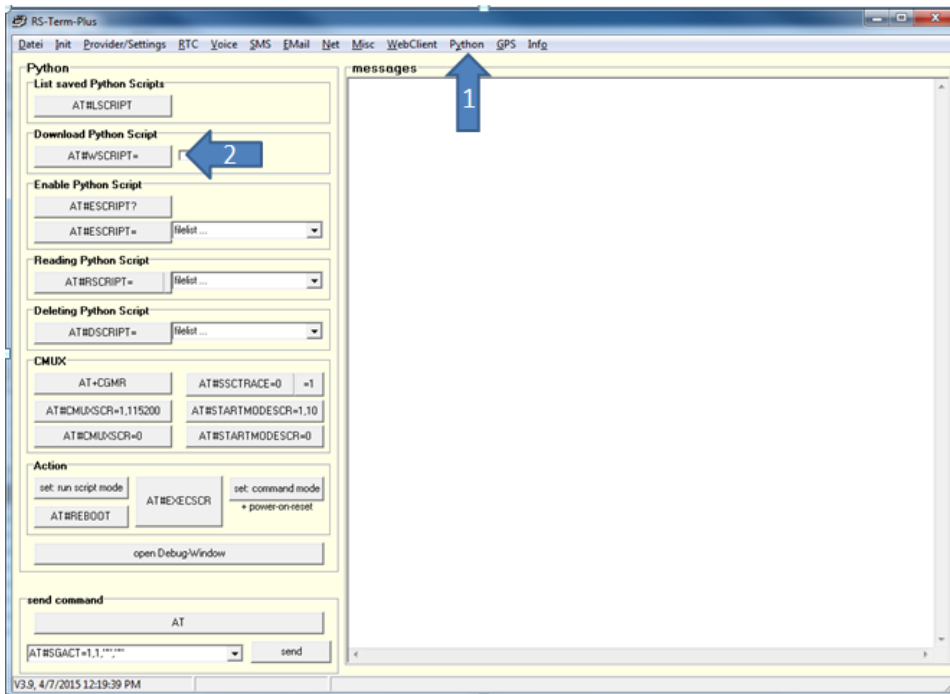 RS-Term-Plus
Datei Init Provider/Settings RTC Voice SMS EMail Net Misc WebClient Python GPS Info
1
Python
List saved Python Scripts
AT#LSCRIPT
Download Python Script
AT#WSCRIPT=
2
Enable Python Script
AT#ESCRIPT?
AT#ESCRIPT=
filelist ...
Reading Python Script
AT#RSCRIPT=
filelist ...
Deleting Python Script
AT#DSCRIPT=
filelist ...
CMUX
AT+CGMR
AT#SSCTRACE=0 =1
AT#CMUXSCR=1,115200
AT#STARTMODESCR=1,10
AT#CMUXSCR=0
AT#STARTMODESCR=0
Action
set: run script mode
AT#EXECSCR
set: command mode
+ power-on-reset
AT#REBOOT
open Debug-Window
send command
AT
AT#SGACT=1,1,"","" 
send
messages
V3.9, 4/7/2015 12:19:39 PM